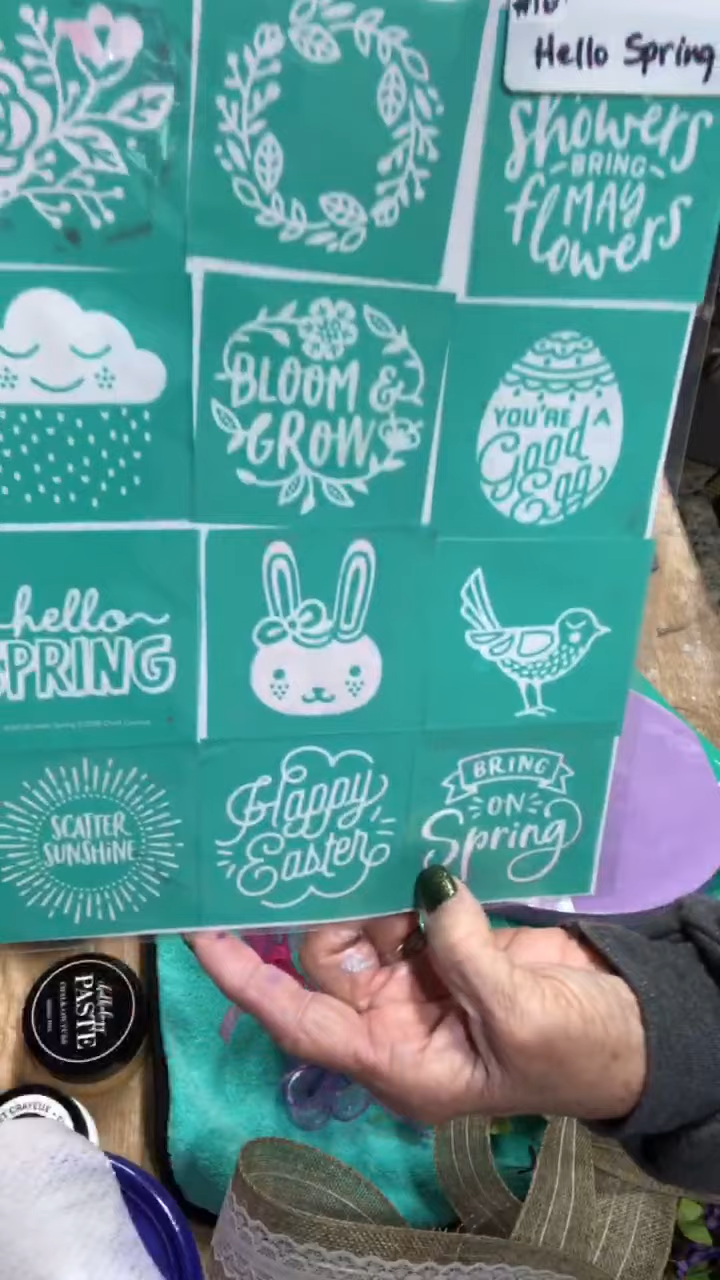 #10
Hello Spring
Showers
BRING
MAY
flowers
BLOOM &
GROW
YOU'RE A
Good
Egg
hello
SPRING
SCATTER
SUNSHINE
Happy
Easter
BRING
ON
Spring
PASTE